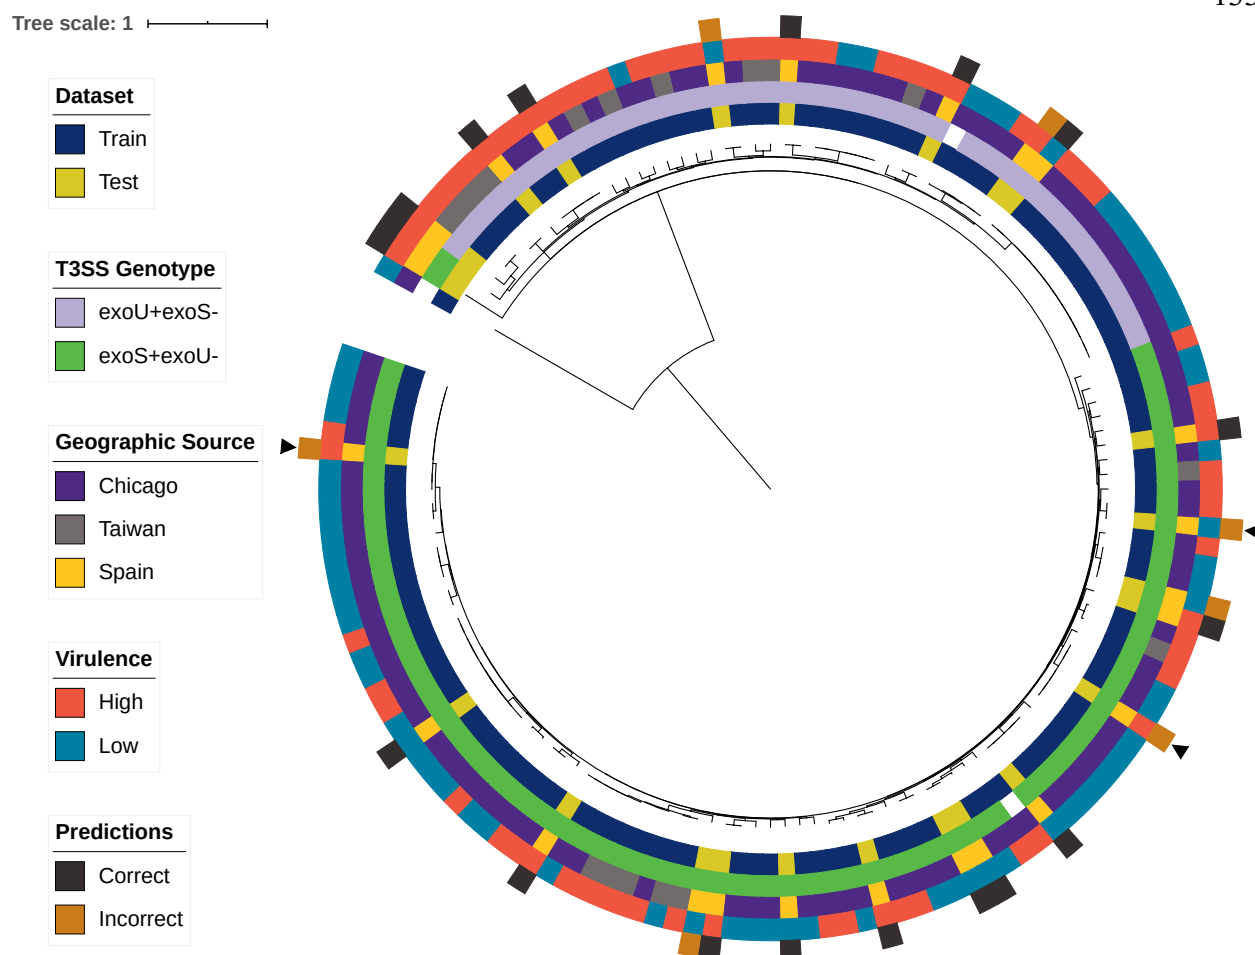 Tree scale: 1
Dataset
Train
Test
T3SS Genotype
exoU+exoS-
exoS+exoU-
Geographic Source
Chicago
Taiwan
Spain
Virulence
High
Low
Predictions
Correct
Incorrect